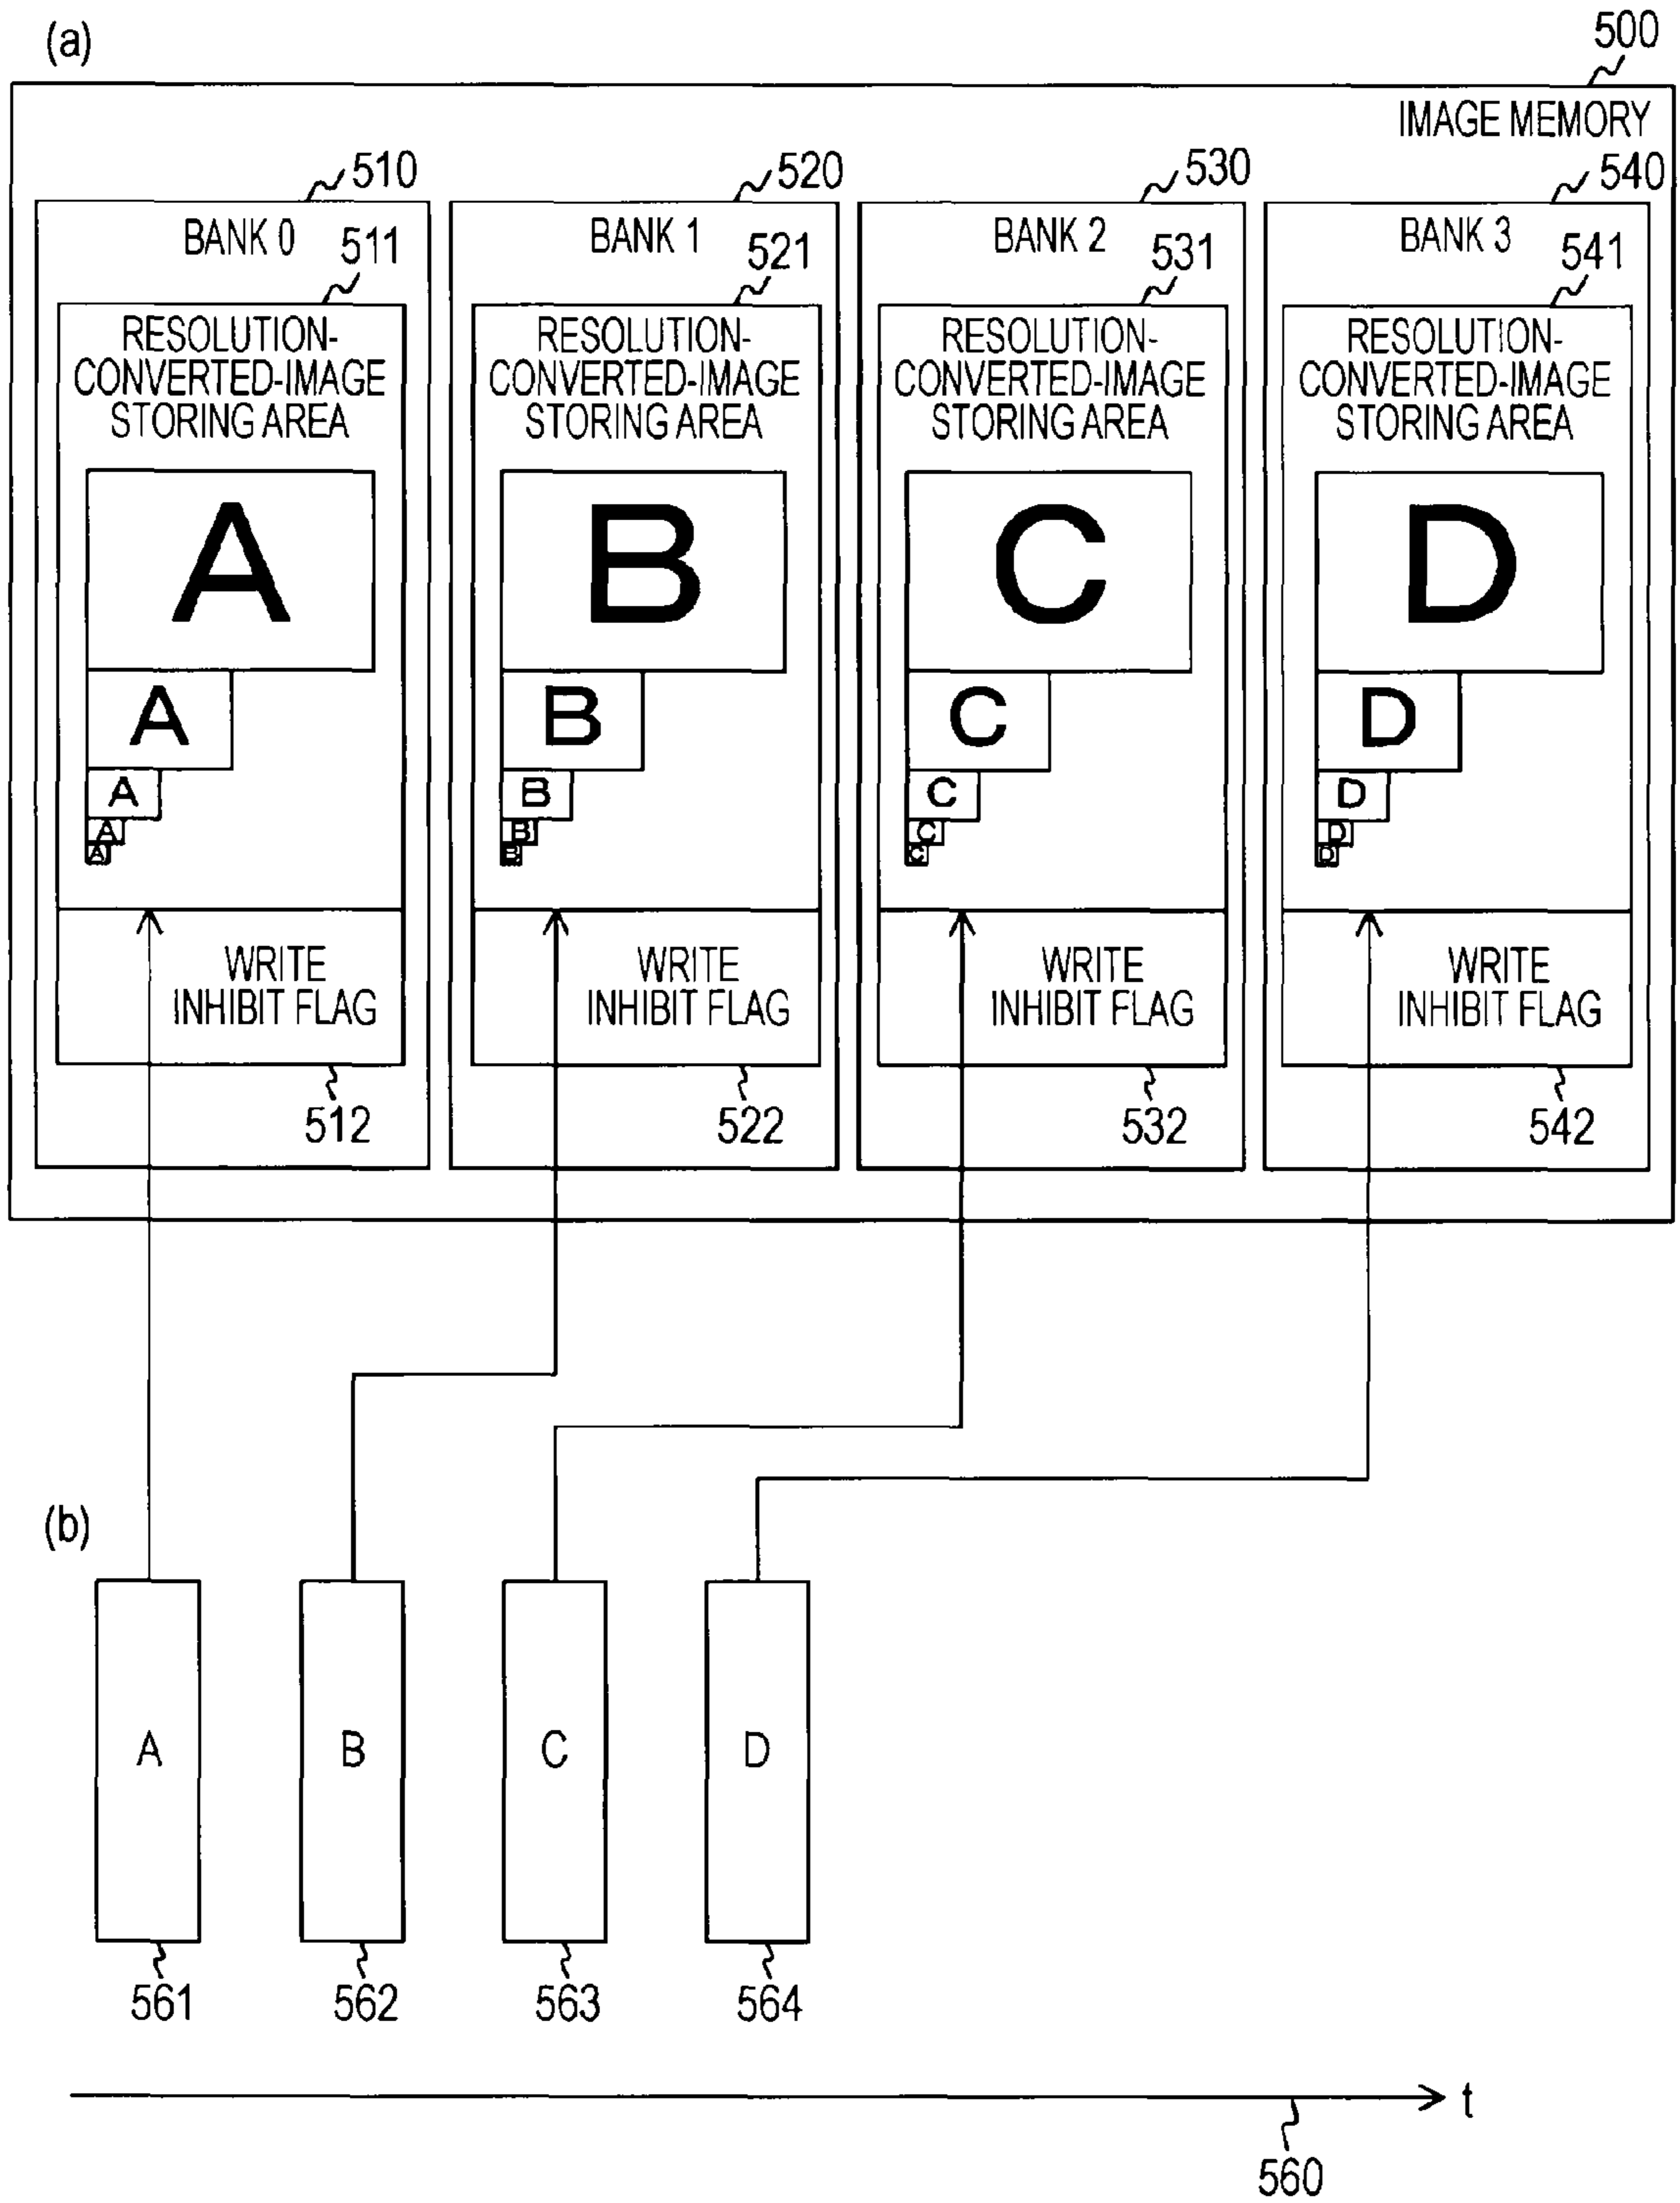 (a)
500
IMAGE MEMORY
510
520
530
540
BANK 0
BANK 1
BANK 2
BANK 3
511
521
531
541
RESOLUTION-
CONVERTED-IMAGE
STORING AREA
RESOLUTION-
CONVERTED-IMAGE
STORING AREA
RESOLUTION-
CONVERTED-IMAGE
STORING AREA
RESOLUTION-
CONVERTED-IMAGE
STORING AREA
A
B
C
D
A
B
C
D
A
B
C
D
A
B
C
D
A
B
C
D
WRITE
INHIBIT FLAG
WRITE
INHIBIT FLAG
WRITE
INHIBIT FLAG
WRITE
INHIBIT FLAG
512
522
532
542
(b)
A
B
C
D
561
562
563
564
t
560